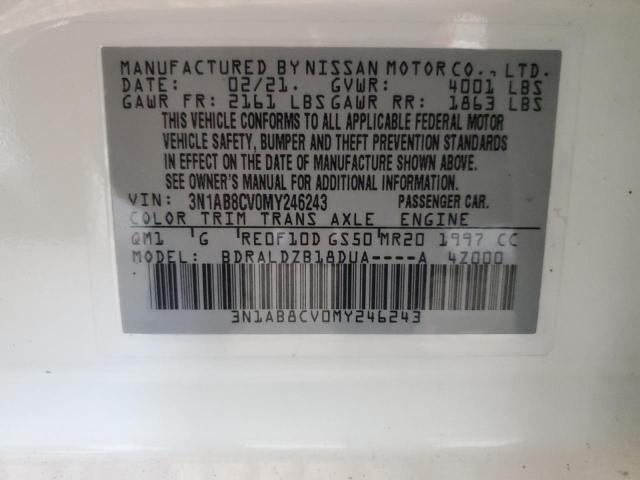 MANUFACTURED BY NISSAN MOTOR CO., LTD.
DATE: 02/21. GVWR: 4001 LBS
GAWR FR: 2161 LBS GAWR RR: 1863 LBS
THIS VEHICLE CONFORMS TO ALL APPLICABLE FEDERAL MOTOR
VEHICLE SAFETY, BUMPER AND THEFT PREVENTION STANDARDS
IN EFFECT ON THE DATE OF MANUFACTURE SHOWN ABOVE.
SEE OWNER'S MANUAL FOR ADDITIONAL INFORMATION.
VIN: 3N1AB8CV0MY246243 PASSENGER CAR.
COLOR TRIM TRANS AXLE ENGINE
QM1 G RE0F10D GS50 MR20 1997 CC
MODEL: BDRALDZB18DUA----A 4Z000
3N1AB8CV0MY246243